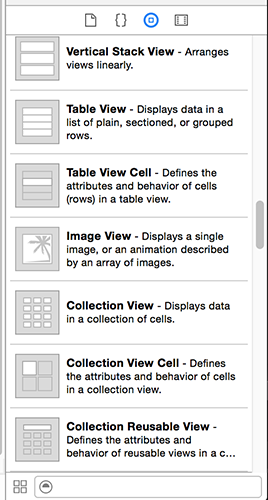 Vertical Stack View - Arranges
views linearly.
Table View - Displays data in a
list of plain, sectioned, or grouped
rows.
Table View Cell - Defines the
attributes and behavior of cells
(rows) in a table view.
Image View - Displays a single
image, or an animation described
by an array of images.
Collection View - Displays data
in a collection of cells.
Collection View Cell - Defines
the attributes and behavior of cells
in a collection view.
Collection Reusable View -
Defines the attributes and
behavior of reusable views in a c...